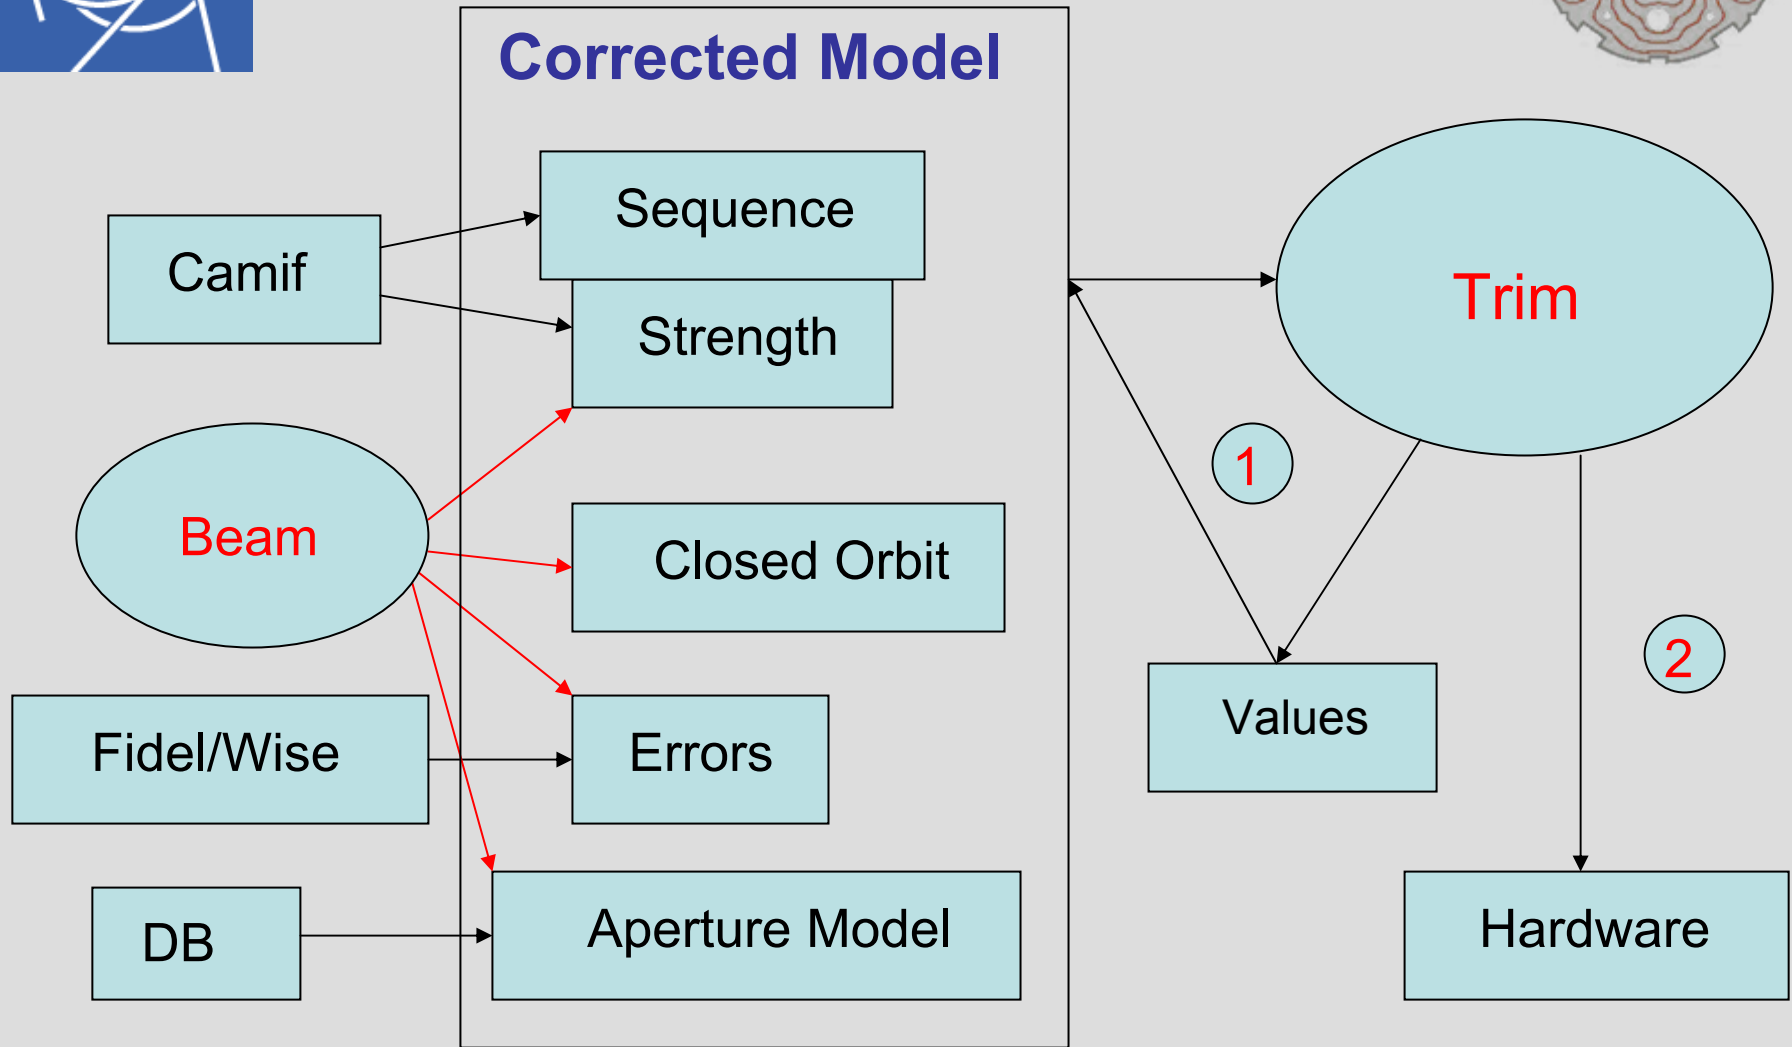 Corrected Model
Sequence
Camif
Strength
Trim
1
Beam
Closed Orbit
2
Values
Fidel/Wise
Errors
DB
Aperture Model
Hardware